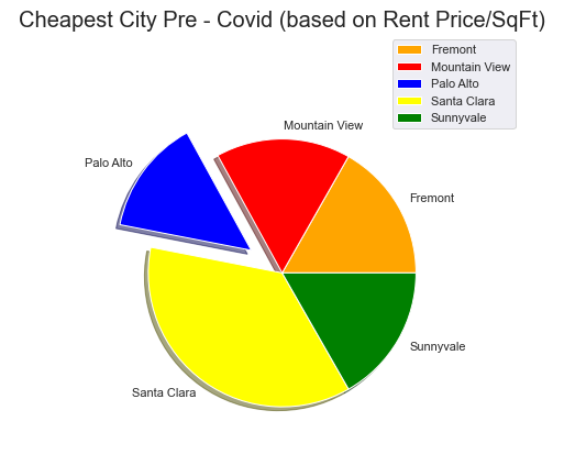 Cheapest City Pre - Covid (based on Rent Price/SqFt)
Fremont
Mountain View
Palo Alto
Santa Clara
Sunnyvale
Mountain View
Palo Alto
Fremont
Sunnyvale
Santa Clara